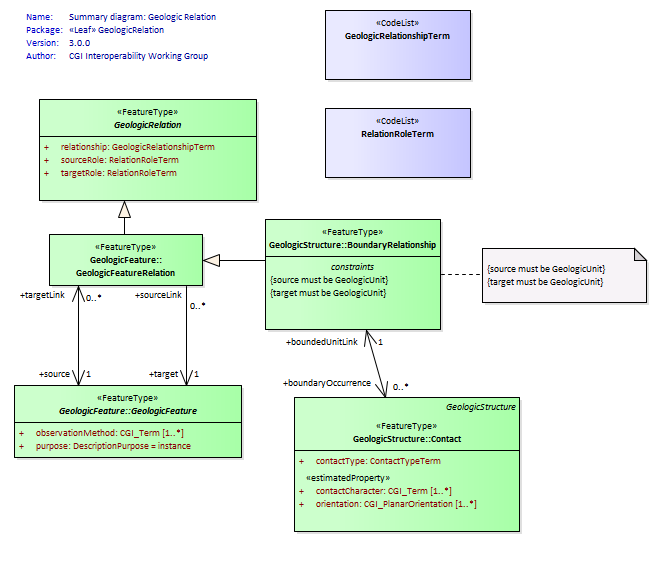 Name: Summary diagram: Geologic Relation
Package: «Leaf» GeologicRelation
Version: 3.0.0
Author: CGI Interoperability Working Group
«CodeList»
GeologicRelationshipTerm
«CodeList»
RelationRoleTerm
«FeatureType»
GeologicRelation
+ relationship: GeologicRelationshipTerm
+ sourceRole: RelationRoleTerm
+ targetRole: RelationRoleTerm
«FeatureType»
GeologicFeature::
GeologicFeatureRelation
«FeatureType»
GeologicStructure::BoundaryRelationship
constraints
{source must be GeologicUnit}
{target must be GeologicUnit}
{source must be GeologicUnit}
{target must be GeologicUnit}
+targetLink 0..*
+sourceLink
0..*
+source 1
+target 1
+boundedUnitLink 1
+boundaryOccurrence 0..*
«FeatureType»
GeologicFeature::GeologicFeature
+ observationMethod: CGI_Term [1..*]
+ purpose: DescriptionPurpose = instance
GeologicStructure
«FeatureType»
GeologicStructure::Contact
+ contactType: ContactTypeTerm
«estimatedProperty»
+ contactCharacter: CGI_Term [1..*]
+ orientation: CGI_PlanarOrientation [1..*]